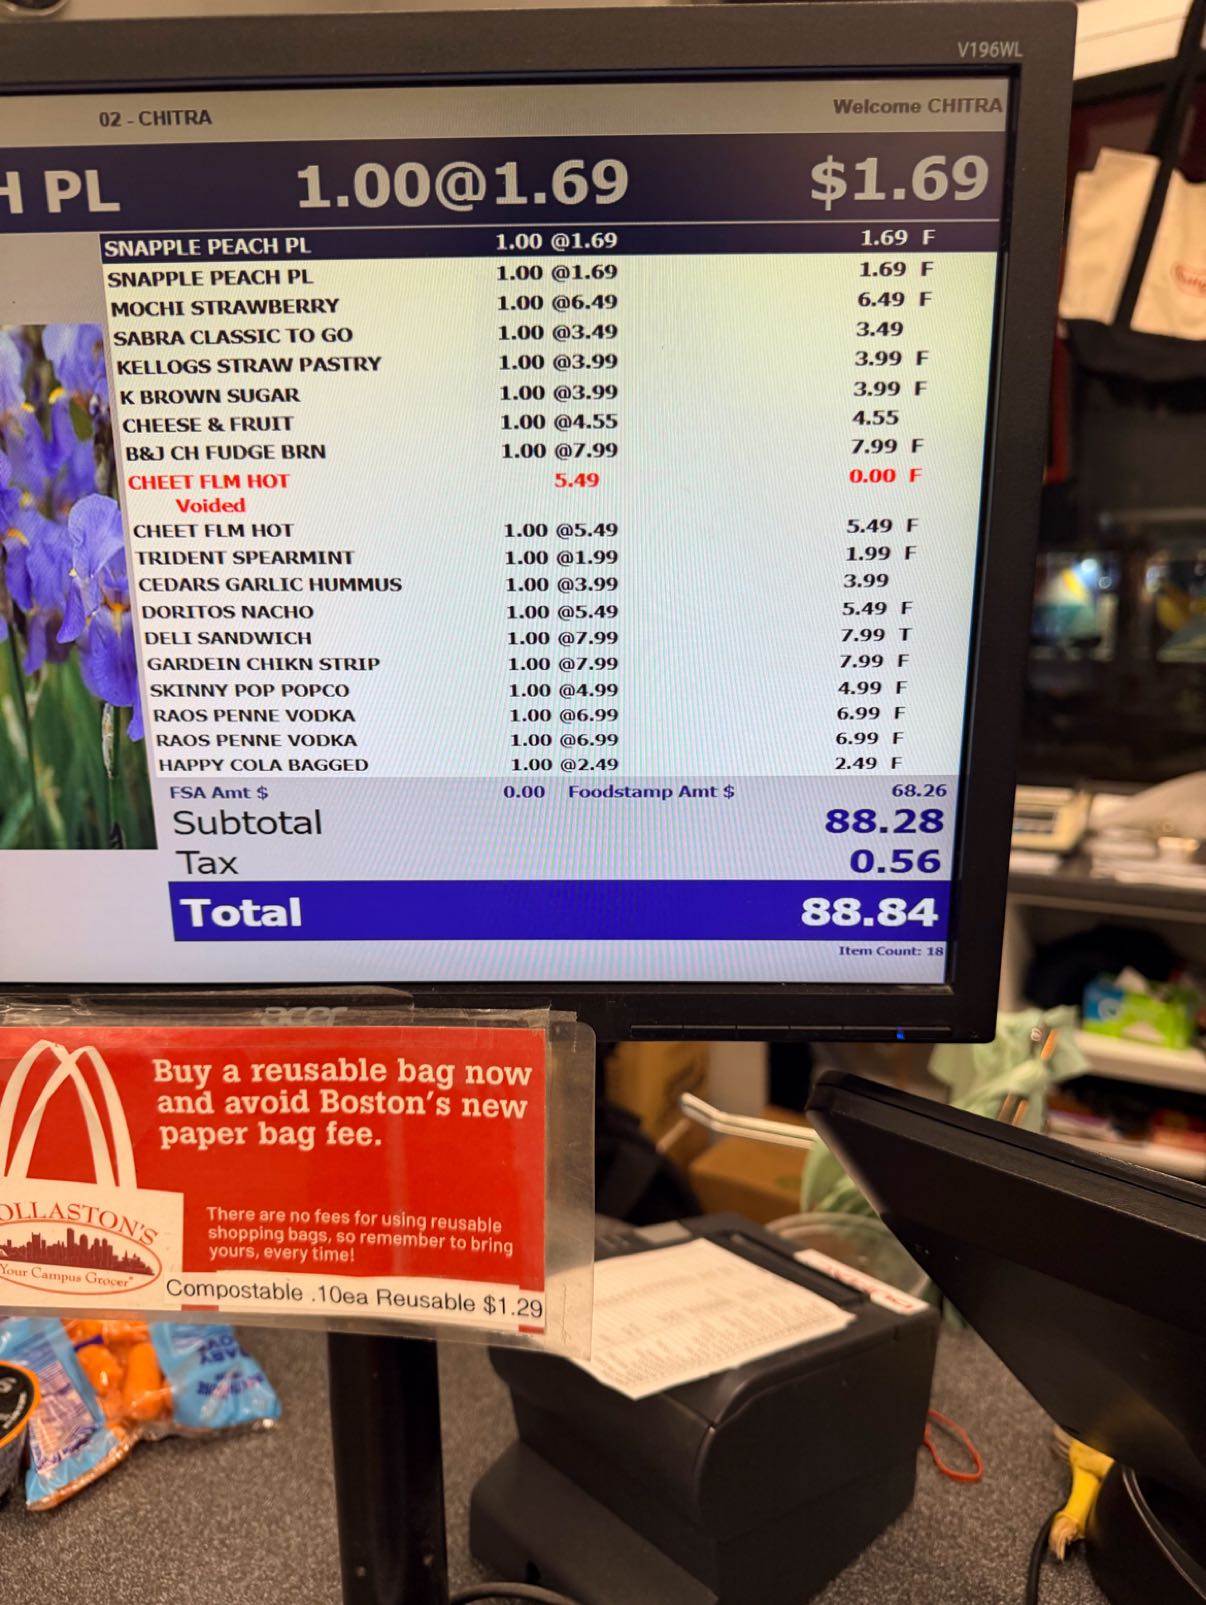 V196WL
02 - CHITRA
Welcome CHITRA
H PL 1.00@1.69 $1.69
SNAPPLE PEACH PL 1.00 @1.69 1.69 F
SNAPPLE PEACH PL 1.00 @1.69 1.69 F
MOCHI STRAWBERRY 1.00 @6.49 6.49 F
SABRA CLASSIC TO GO 1.00 @3.49 3.49
KELLOGS STRAW PASTRY 1.00 @3.99 3.99 F
K BROWN SUGAR 1.00 @3.99 3.99 F
CHEESE & FRUIT 1.00 @4.55 4.55
B&J CH FUDGE BRN 1.00 @7.99 7.99 F
CHEET FLM HOT 5.49 0.00 F
Voided
CHEET FLM HOT 1.00 @5.49 5.49 F
TRIDENT SPEARMINT 1.00 @1.99 1.99 F
CEDARS GARLIC HUMMUS 1.00 @3.99 3.99
DORITOS NACHO 1.00 @5.49 5.49 F
DELI SANDWICH 1.00 @7.99 7.99 T
GARDEIN CHIKN STRIP 1.00 @7.99 7.99 F
SKINNY POP POPCO 1.00 @4.99 4.99 F
RAOS PENNE VODKA 1.00 @6.99 6.99 F
RAOS PENNE VODKA 1.00 @6.99 6.99 F
HAPPY COLA BAGGED 1.00 @2.49 2.49 F
FSA Amt $ 0.00 Foodstamp Amt $ 68.26
Subtotal 88.28
Tax 0.56
Total 88.84
Item Count: 18
acer
Buy a reusable bag now
and avoid Boston's new
paper bag fee.
There are no fees for using reusable
shopping bags, so remember to bring
yours, every time!
OLLASTON'S
Your Campus Grocer
Compostable .10ea Reusable $1.29